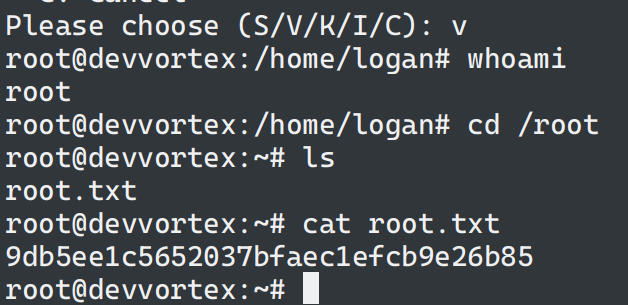 Please choose (S/V/K/I/C): v
root@devvortex:/home/logan# whoami
root
root@devvortex:/home/logan# cd /root
root@devvortex:~# ls
root.txt
root@devvortex:~# cat root.txt
9db5ee1c5652037bfaec1efcb9e26b85
root@devvortex:~#